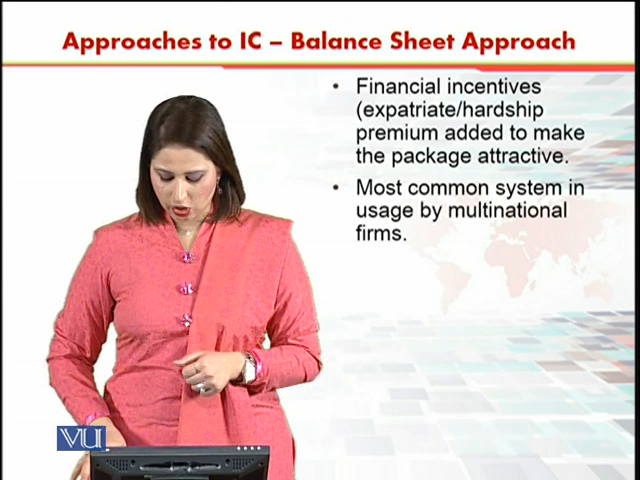 Approaches to IC – Balance Sheet Approach
• Financial incentives
(expatriate/hardship
premium added to make
the package attractive.
• Most common system in
usage by multinational
firms.
VU